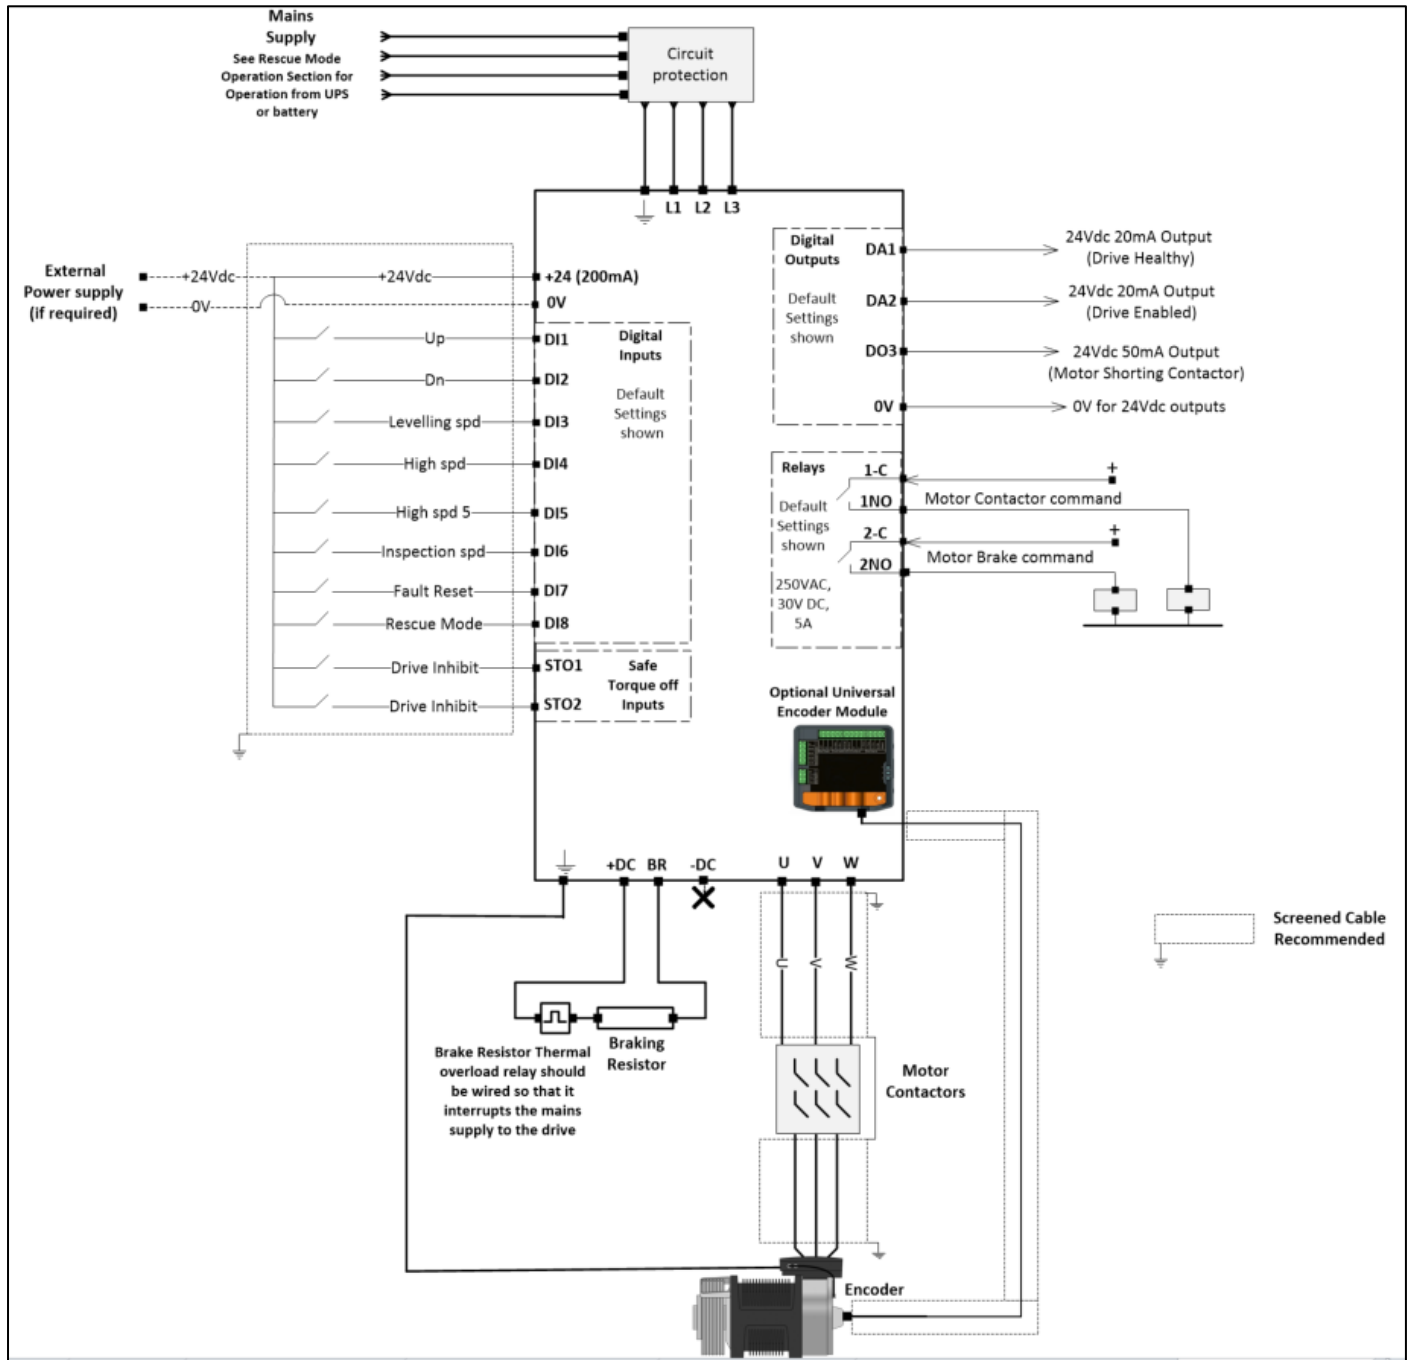 Mains
Supply
See Rescue Mode
Operation Section for
Operation from UPS
or battery
Circuit
protection
L1 L2 L3
External
Power supply
(if required)
+24Vdc
0V
+24Vdc
+24 (200mA)
0V
Up
DI1
Dn
DI2
Levelling spd
DI3
High spd
DI4
High spd 5
DI5
Inspection spd
DI6
Fault Reset
DI7
Rescue Mode
DI8
Drive Inhibit
STO1
Drive Inhibit
STO2
Digital
Inputs
Default
Settings
shown
Safe
Torque off
Inputs
Digital
Outputs
Default
Settings
shown
DA1
24Vdc 20mA Output
(Drive Healthy)
DA2
24Vdc 20mA Output
(Drive Enabled)
DO3
24Vdc 50mA Output
(Motor Shorting Contactor)
0V
0V for 24Vdc outputs
Relays
Default
Settings
shown
250VAC,
30V DC,
5A
1-C
+
1NO
Motor Contactor command
2-C
+
2NO
Motor Brake command
Optional Universal
Encoder Module
+DC BR -DC
U V W
U V W
Screened Cable
Recommended
Brake Resistor Thermal
overload relay should
be wired so that it
interrupts the mains
supply to the drive
Braking
Resistor
Motor
Contactors
Encoder